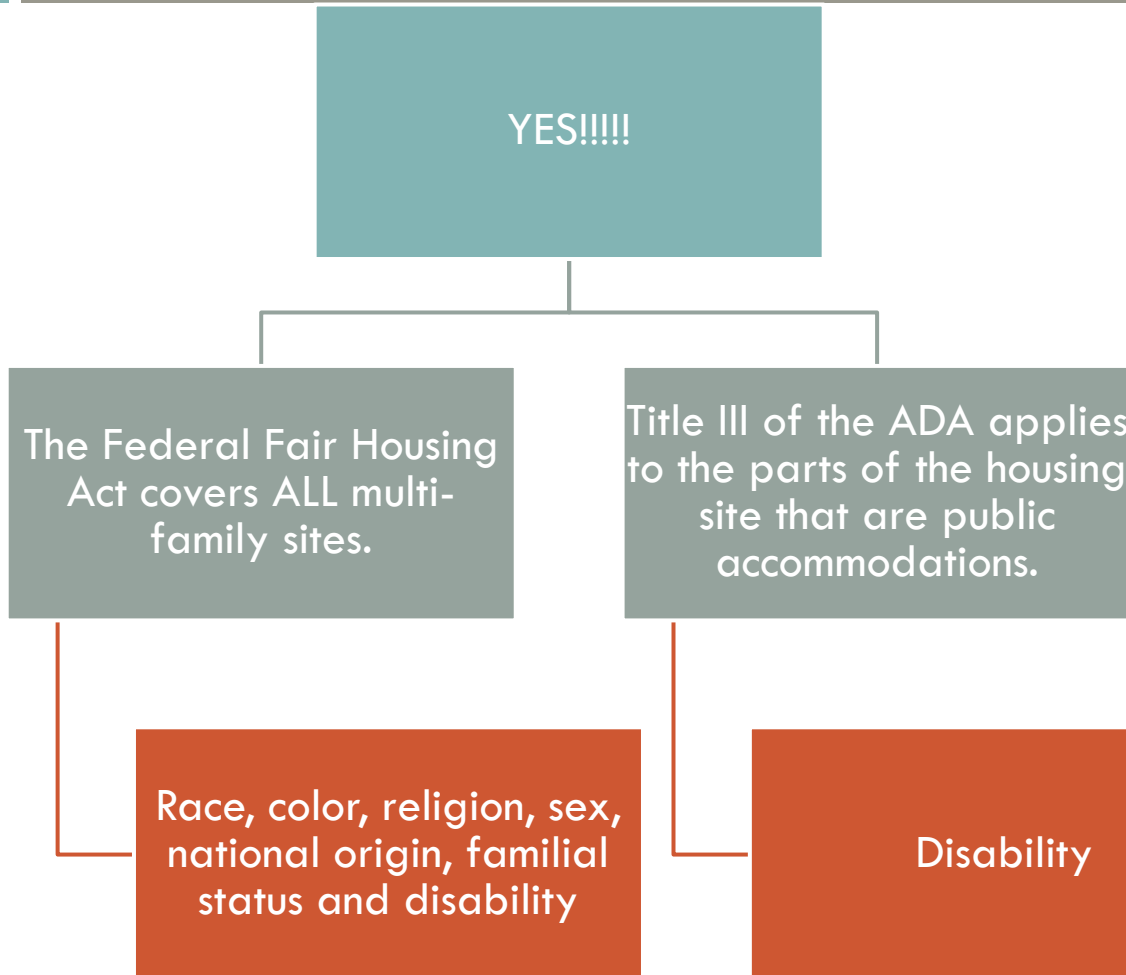 YES!!!!!
The Federal Fair Housing
Act covers ALL multi-
family sites.
Title III of the ADA applies
to the parts of the housing
site that are public
accommodations.
Race, color, religion, sex,
national origin, familial
status and disability
Disability